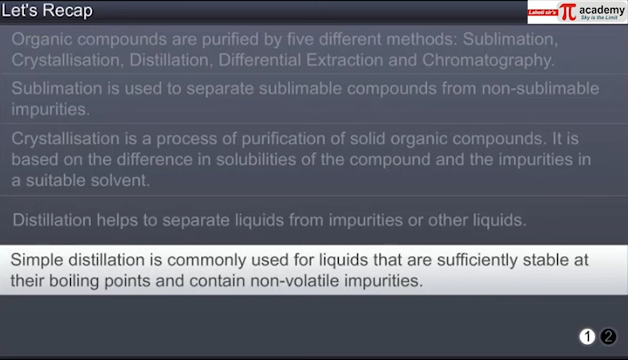 Let's Recap
Lakell sir's
π academy
Sky is the Limit
Organic compounds are purified by five different methods: Sublimation,
Crystallisation, Distillation, Differential Extraction and Chromatography.
Sublimation is used to separate sublimable compounds from non-sublimable
impurities.
Crystallisation is a process of purification of solid organic compounds. It is
based on the difference in solubilities of the compound and the impurities in
a suitable solvent.
Distillation helps to separate liquids from impurities or other liquids.
Simple distillation is commonly used for liquids that are sufficiently stable at
their boiling points and contain non-volatile impurities.
1 2